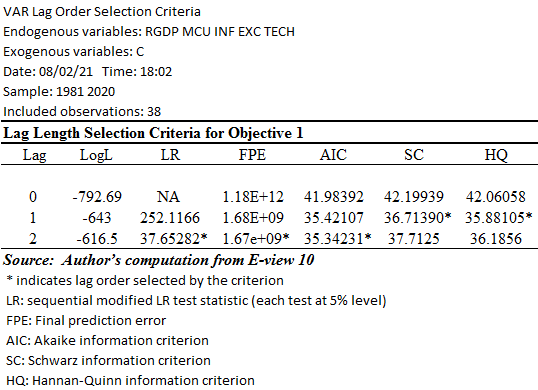 VAR Lag Order Selection Criteria
Endogenous variables: RGDP MCU INF EXC TECH
Exogenous variables: C
Date: 08/02/21 Time: 18:02
Sample: 1981 2020
Included observations: 38
Lag Length Selection Criteria for Objective 1
Lag LogL LR FPE AIC SC HQ
0 -792.69 NA 1.18E+12 41.98392 42.19939 42.06058
1 -643 252.1166 1.68E+09 35.42107 36.71390* 35.88105*
2 -616.5 37.65282* 1.67e+09* 35.34231* 37.7125 36.1856
Source: Author's computation from E-view 10
* indicates lag order selected by the criterion
LR: sequential modified LR test statistic (each test at 5% level)
FPE: Final prediction error
AIC: Akaike information criterion
SC: Schwarz information criterion
HQ: Hannan-Quinn information criterion